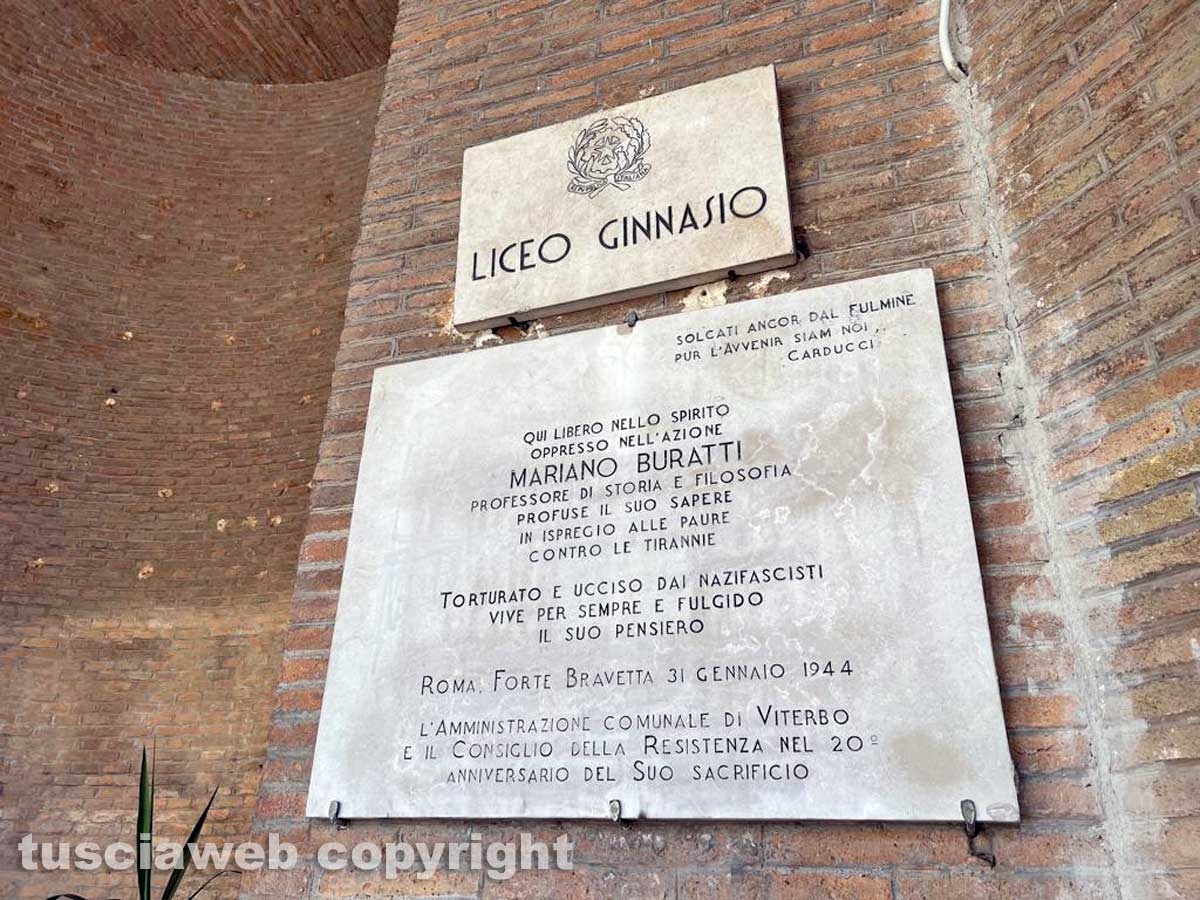 REPVBBLICA ITALIANA
LICEO GINNASIO
SOLCATI ANCOR DAL FULMINE
PUR L'AVVENIR SIAM NOI..
CARDUCCI
QUI LIBERO NELLO SPIRITO
OPPRESSO NELL'AZIONE
MARIANO BURATTI
PROFESSORE DI STORIA E FILOSOFIA
PROFUSE IL SUO SAPERE
IN ISPREGIO ALLE PAURE
CONTRO LE TIRANNIE
TORTURATO E UCCISO DAI NAZIFASCISTI
VIVE PER SEMPRE E FULGIDO
IL SUO PENSIERO
ROMA, FORTE BRAVETTA 31 GENNAIO 1944
L'AMMINISTRAZIONE COMUNALE DI VITERBO
E IL CONSIGLIO DELLA RESISTENZA NEL 20º
ANNIVERSARIO DEL SUO SACRIFICIO
tusciaweb copyright